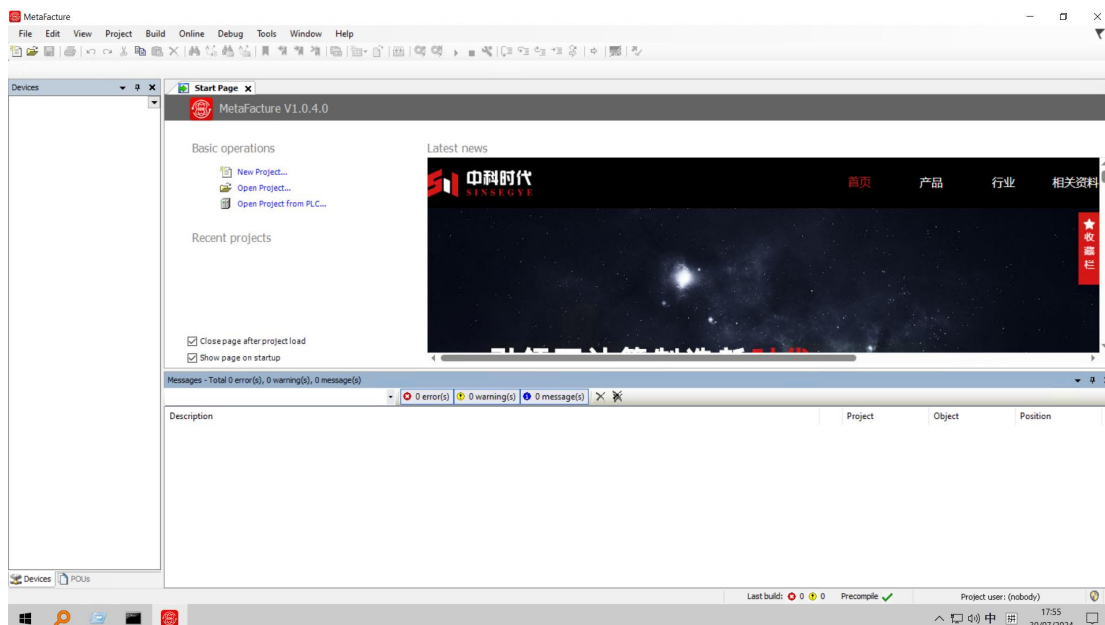 MetaFacture
File Edit View Project Build Online Debug Tools Window Help
Devices
Start Page
MetaFacture V1.0.4.0
Basic operations
New Project...
Open Project...
Open Project from PLC...
Recent projects
Close page after project load
Show page on startup
Latest news
中科时代
SINSEGYE
首页 产品 行业 相关资料
收藏栏
Messages - Total 0 error(s), 0 warning(s), 0 message(s)
0 error(s) 0 warning(s) 0 message(s)
Description Project Object Position
Devices POUs
Last build: 0 0 Precompile Project user: (nobody)
中 拼 17:55
20/07/2024